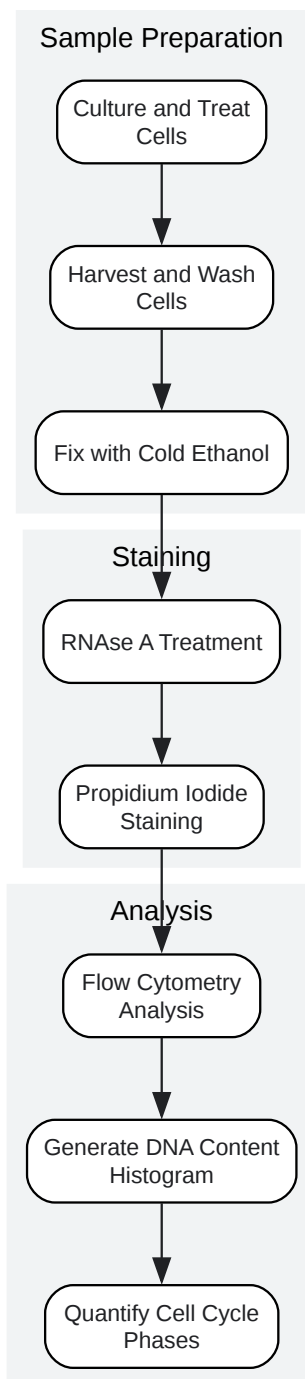 Sample Preparation
Culture and Treat
Cells
Harvest and Wash
Cells
Fix with Cold Ethanol
Staining
RNAse A Treatment
Propidium Iodide
Staining
Analysis
Flow Cytometry
Analysis
Generate DNA Content
Histogram
Quantify Cell Cycle
Phases